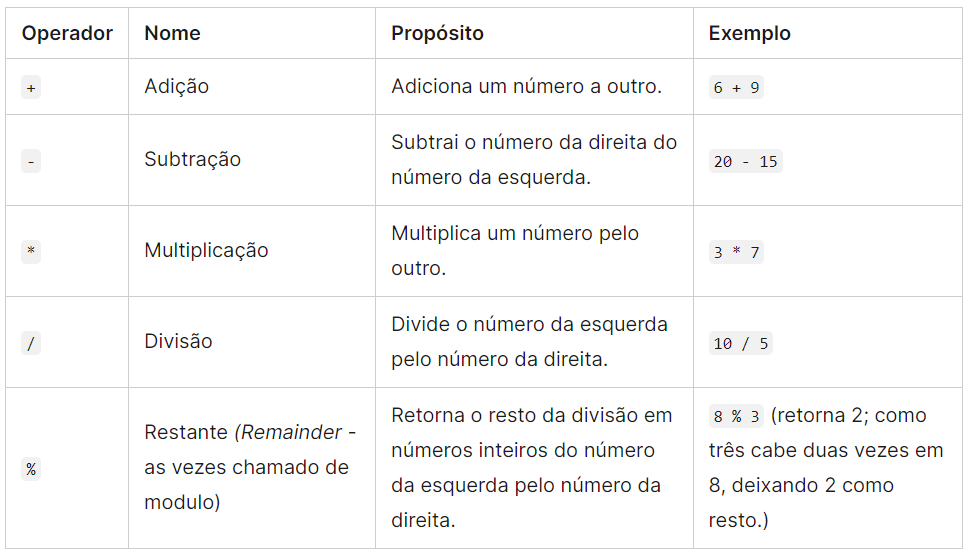 Operador Nome Propósito Exemplo
+ Adição Adiciona um número a outro. 6 + 9
- Subtração Subtrai o número da direita do
número da esquerda. 20 - 15
* Multiplicação Multiplica um número pelo
outro. 3 * 7
/ Divisão Divide o número da esquerda
pelo número da direita. 10 / 5
% Restante (Remainder -
as vezes chamado de
modulo)
Retorna o resto da divisão em
números inteiros do número
da esquerda pelo número da
direita.
8 % 3 (retorna 2; como
três cabe duas vezes em
8, deixando 2 como
resto.)